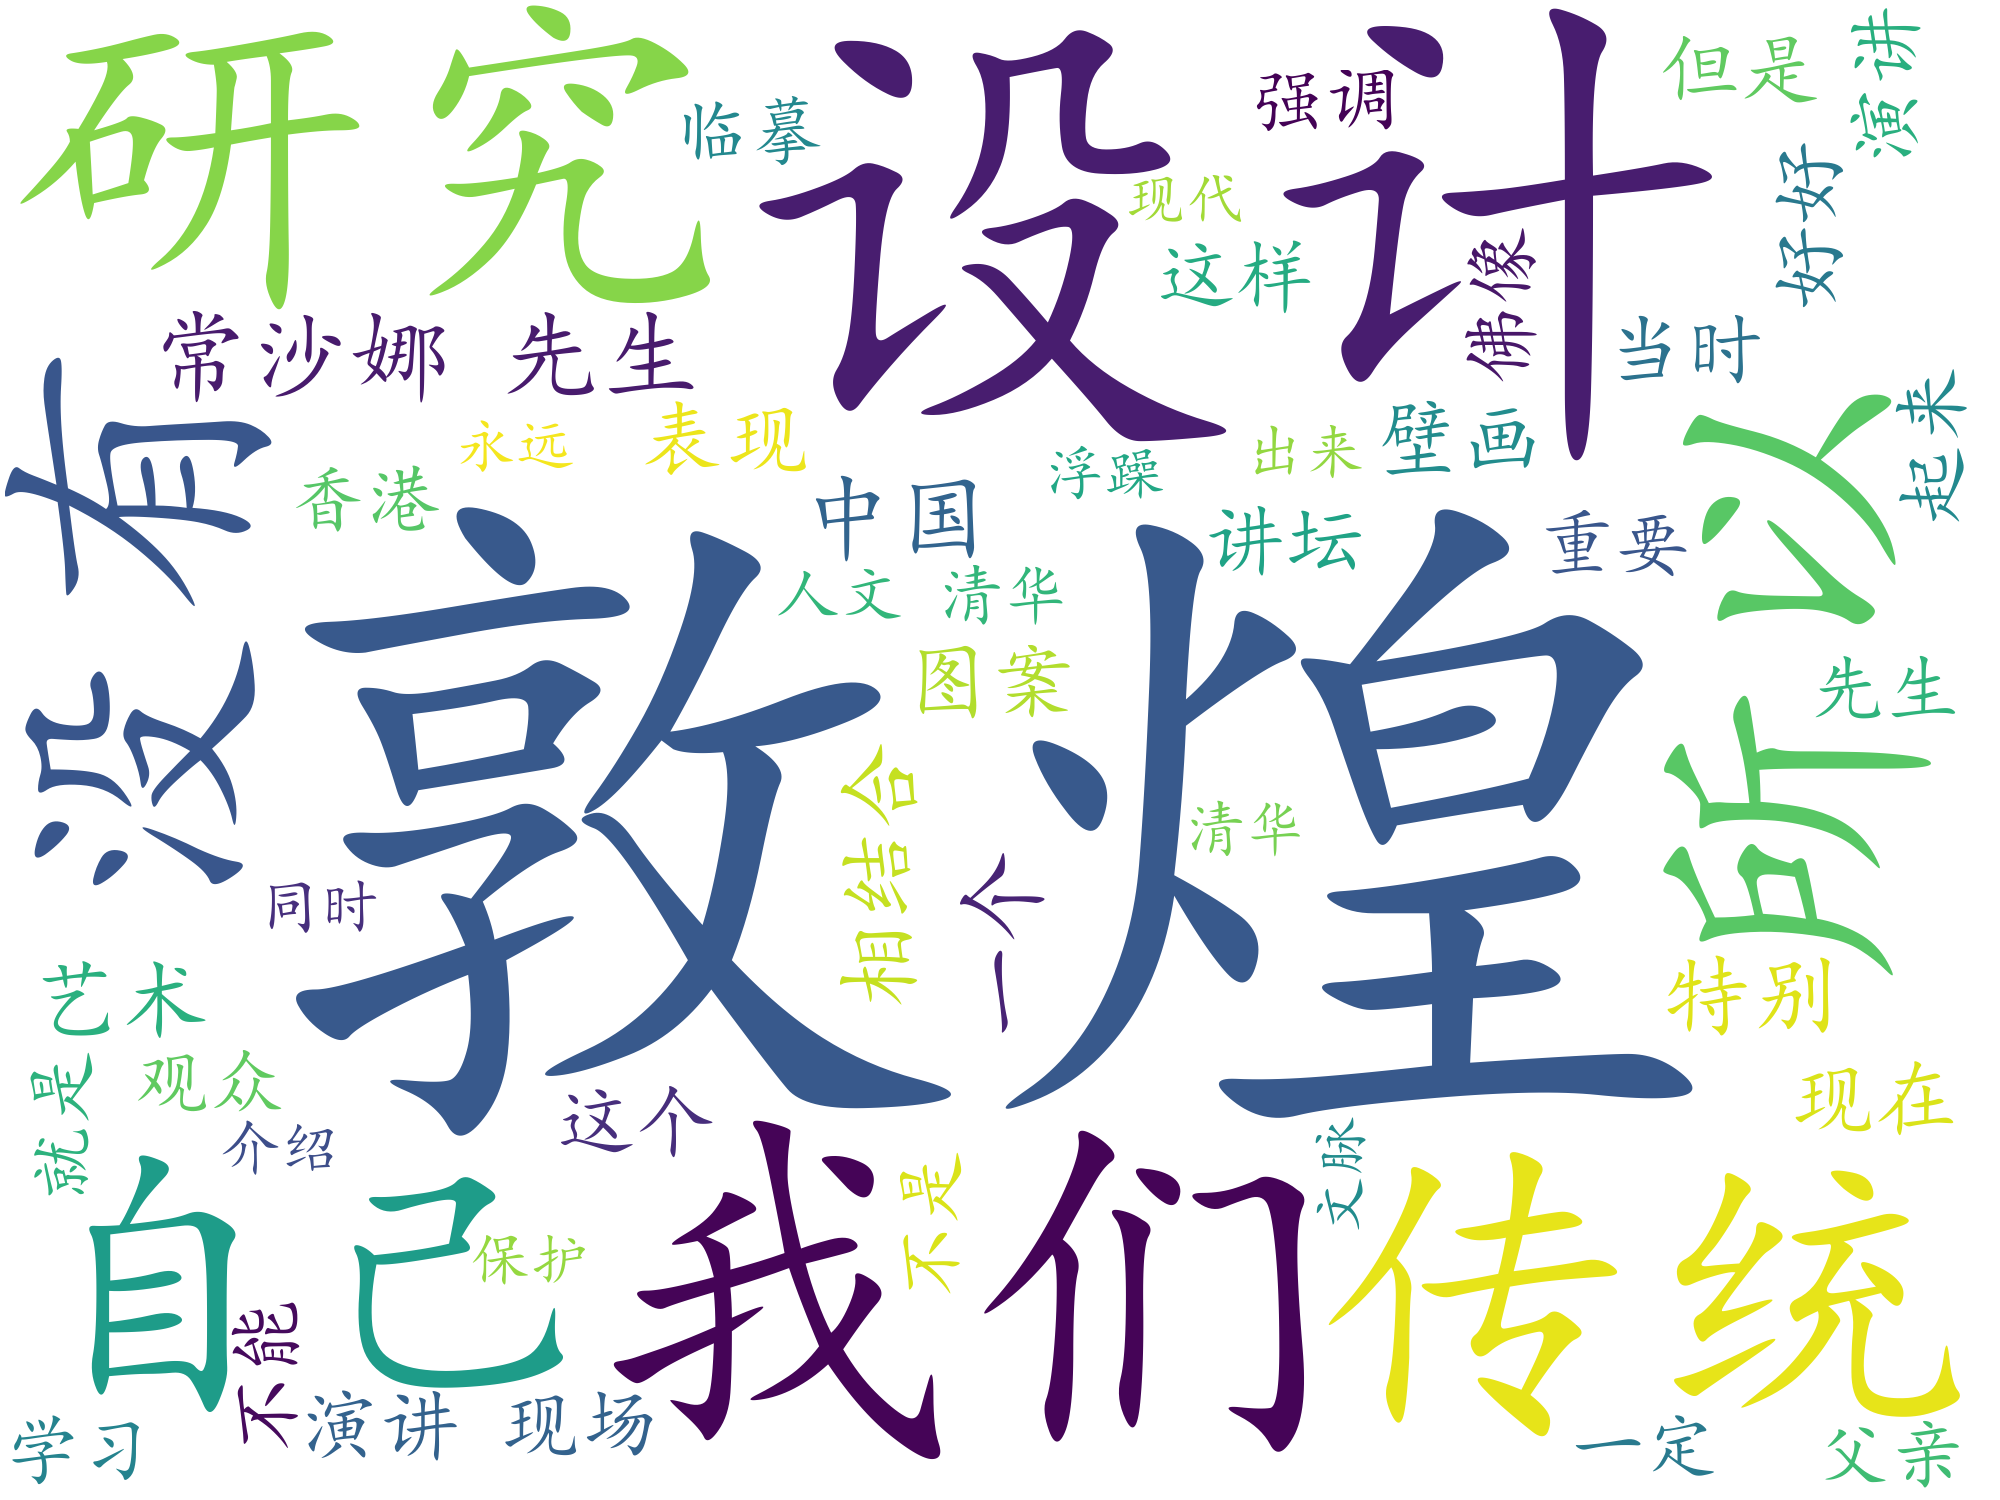 研究
设计
临摹
强调
但是
演讲
好好
现代
这样
佛像
当时
常沙娜 先生
没有
香港
永远
表现
中国
浮躁
出来
壁画
起来
所以
讲坛
重要
敦煌
人文 清华
图案
先生
相结合
一个
清华
同时
特别
艺术
观众
就是
介绍
这个
现在
文脉
不是
自己
我们
传统
保护
不能
学习
演讲 现场
一定
父亲